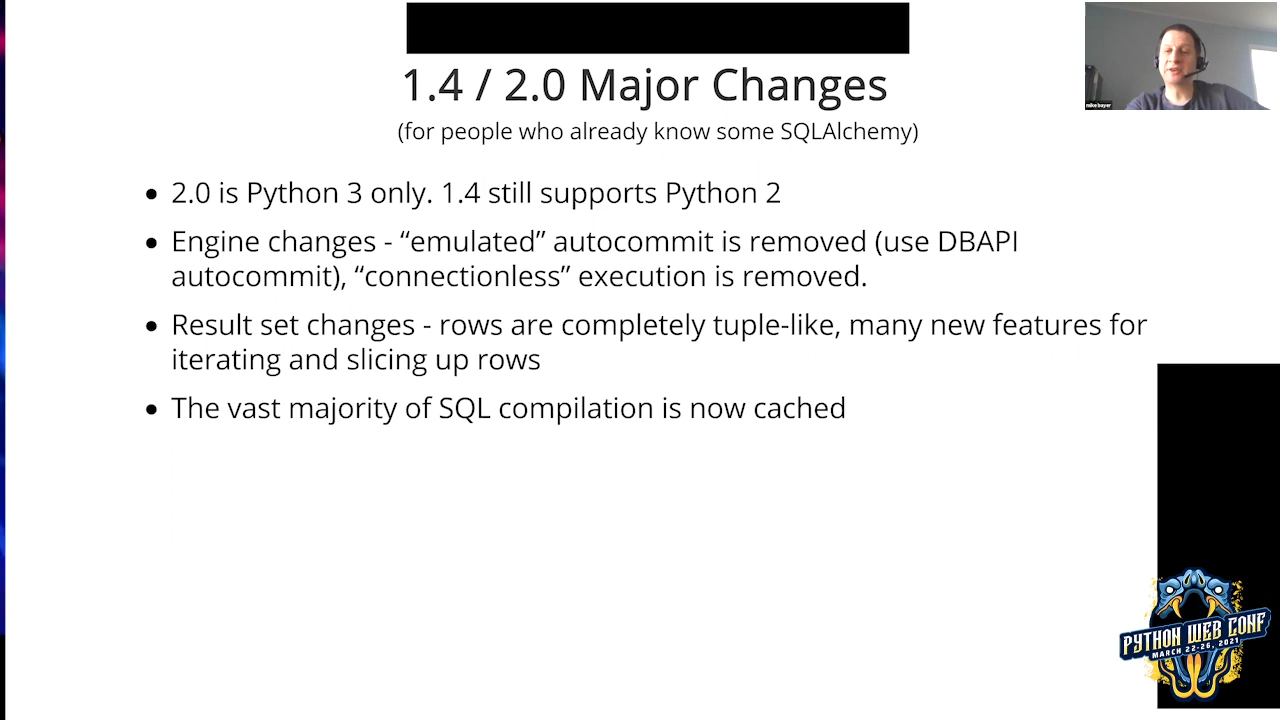 1.4 / 2.0 Major Changes
(for people who already know some SQLAlchemy)
• 2.0 is Python 3 only. 1.4 still supports Python 2
• Engine changes - “emulated” autocommit is removed (use DBAPI
autocommit), “connectionless” execution is removed.
• Result set changes - rows are completely tuple-like, many new features for
iterating and slicing up rows
• The vast majority of SQL compilation is now cached
mike bayer
PYTHON WEB CONF
MARCH 22-26, 2021